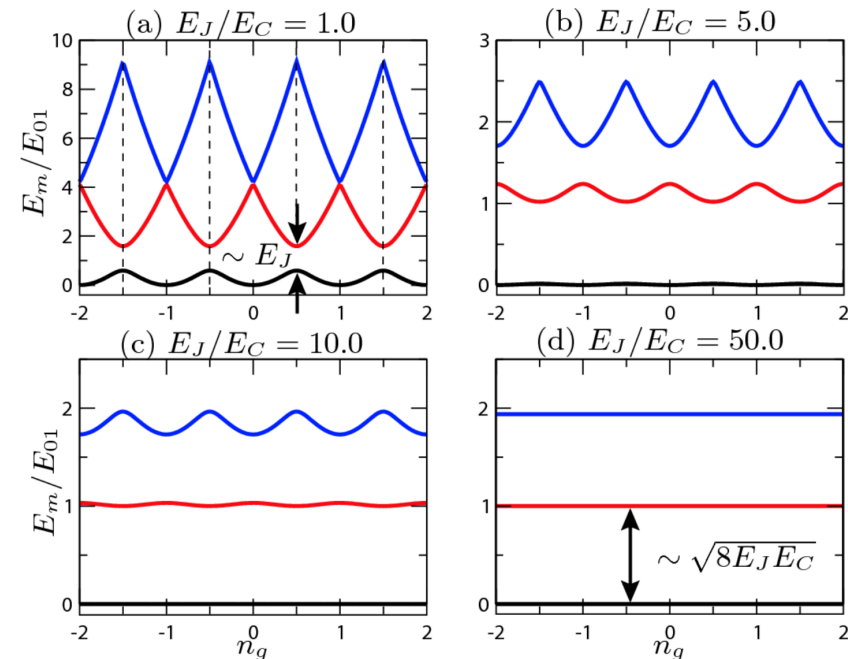 (a) E_J/E_C = 1.0
(b) E_J/E_C = 5.0
E_m/E_01
10
8
6
4
2
0
∼ E_J
-2 -1 0 1 2
3
2
1
0
-2 -1 0 1 2
(c) E_J/E_C = 10.0
(d) E_J/E_C = 50.0
E_m/E_01
2
1
0
-2 -1 0 1 2
n_g
2
1
0
∼ √8E_JE_C
-2 -1 0 1 2
n_g